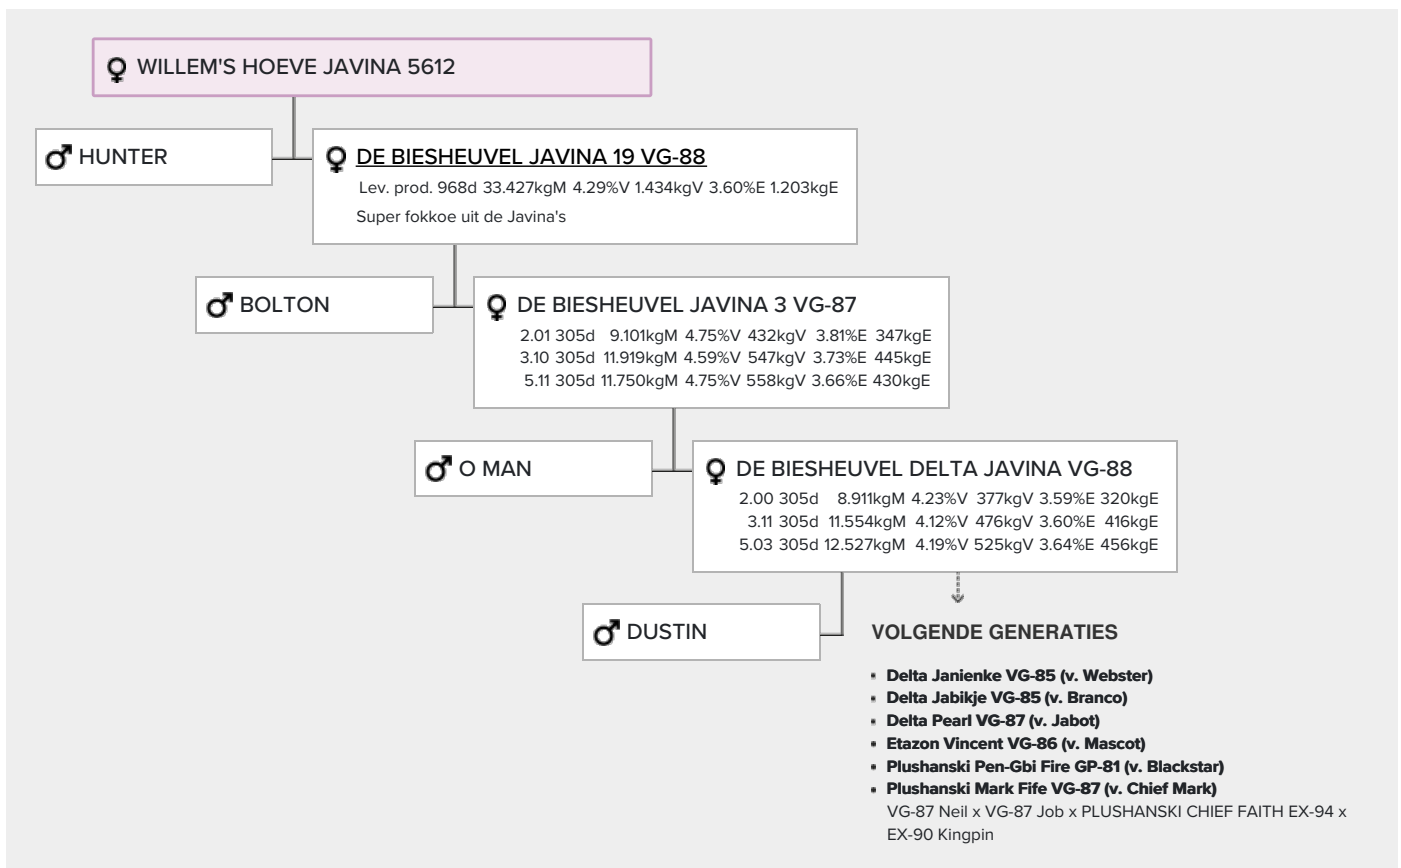 WILLEM'S HOEVE JAVINA 5612
HUNTER
DE BIESHEUVEL JAVINA 19 VG-88
Lev. prod. 968d 33.427kgM 4.29%V 1.434kgV 3.60%E 1.203kgE
Super fokkoe uit de Javina's
BOLTON
DE BIESHEUVEL JAVINA 3 VG-87
2.01 305d 9.101kgM 4.75%V 432kgV 3.81%E 347kgE
3.10 305d 11.919kgM 4.59%V 547kgV 3.73%E 445kgE
5.11 305d 11.750kgM 4.75%V 558kgV 3.66%E 430kgE
O MAN
DE BIESHEUVEL DELTA JAVINA VG-88
2.00 305d 8.911kgM 4.23%V 377kgV 3.59%E 320kgE
3.11 305d 11.554kgM 4.12%V 476kgV 3.60%E 416kgE
5.03 305d 12.527kgM 4.19%V 525kgV 3.64%E 456kgE
DUSTIN
VOLGENDE GENERATIES
Delta Janienke VG-85 (v. Webster)
Delta Jabikje VG-85 (v. Branco)
Delta Pearl VG-87 (v. Jabot)
Etazon Vincent VG-86 (v. Mascot)
Plushanski Pen-Gbi Fire GP-81 (v. Blackstar)
Plushanski Mark Fife VG-87 (v. Chief Mark)
VG-87 Neil x VG-87 Job x PLUSHANSKI CHIEF FAITH EX-94 x
EX-90 Kingpin